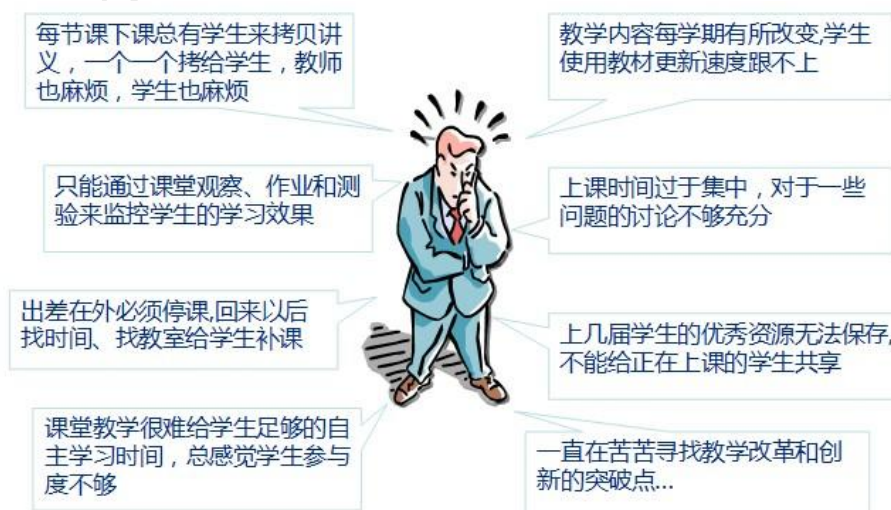 每节课下课总有学生来拷贝讲
义，一个一个拷给学生，教师
也麻烦，学生也麻烦
教学内容每学期有所改变,学生
使用教材更新速度跟不上
只能通过课堂观察、作业和测
验来监控学生的学习效果
上课时间过于集中，对于一些
问题的讨论不够充分
出差在外必须停课,回来以后
找时间、找教室给学生补课
上几届学生的优秀资源无法保存,
不能给正在上课的学生共享
课堂教学很难给学生足够的自
主学习时间，总感觉学生参与
度不够
一直在苦苦寻找教学改革和创
新的突破点...